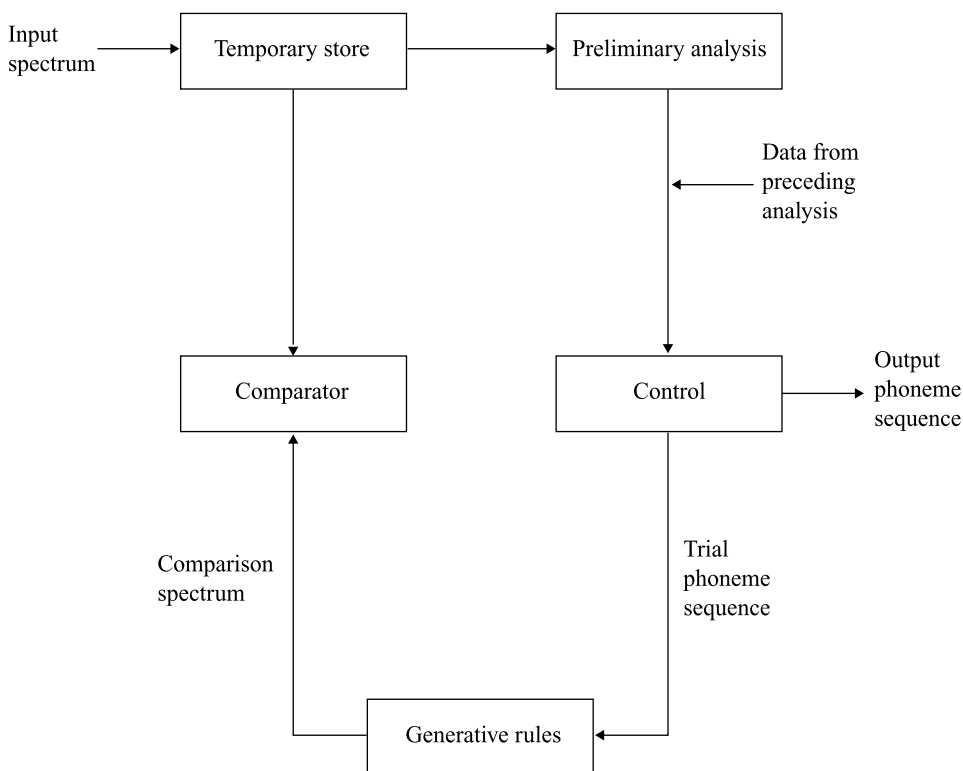 Input
spectrum
Temporary store
Preliminary analysis
Data from
preceding
analysis
Comparator
Control
Output
phoneme
sequence
Comparison
spectrum
Trial
phoneme
sequence
Generative rules